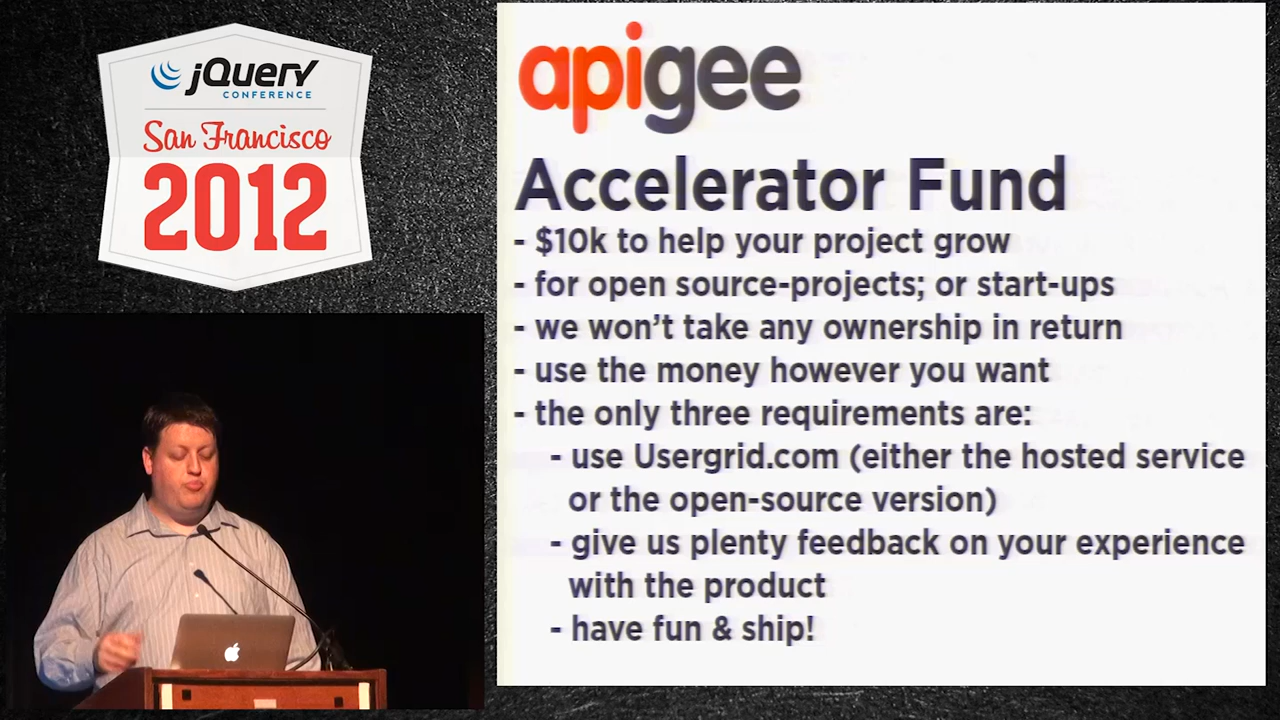 jQuery
CONFERENCE
San Francisco
2012
apigee
Accelerator Fund
- $10k to help your project grow
- for open source-projects; or start-ups
- we won't take any ownership in return
- use the money however you want
- the only three requirements are:
- use Usergrid.com (either the hosted service
or the open-source version)
- give us plenty feedback on your experience
with the product
- have fun & ship!